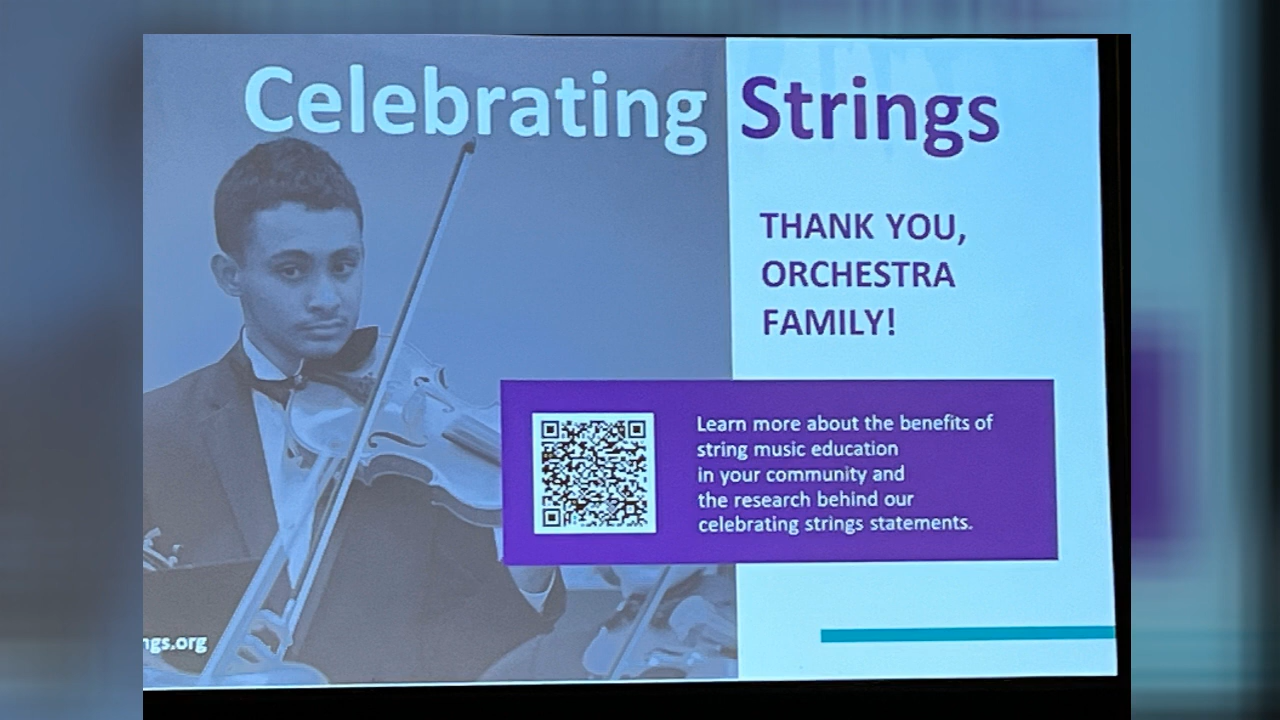 Celebrating Strings
THANK YOU,
ORCHESTRA
FAMILY!
Learn more about the benefits of
string music education
in your community and
the research behind our
celebrating strings statements.
ngs.org